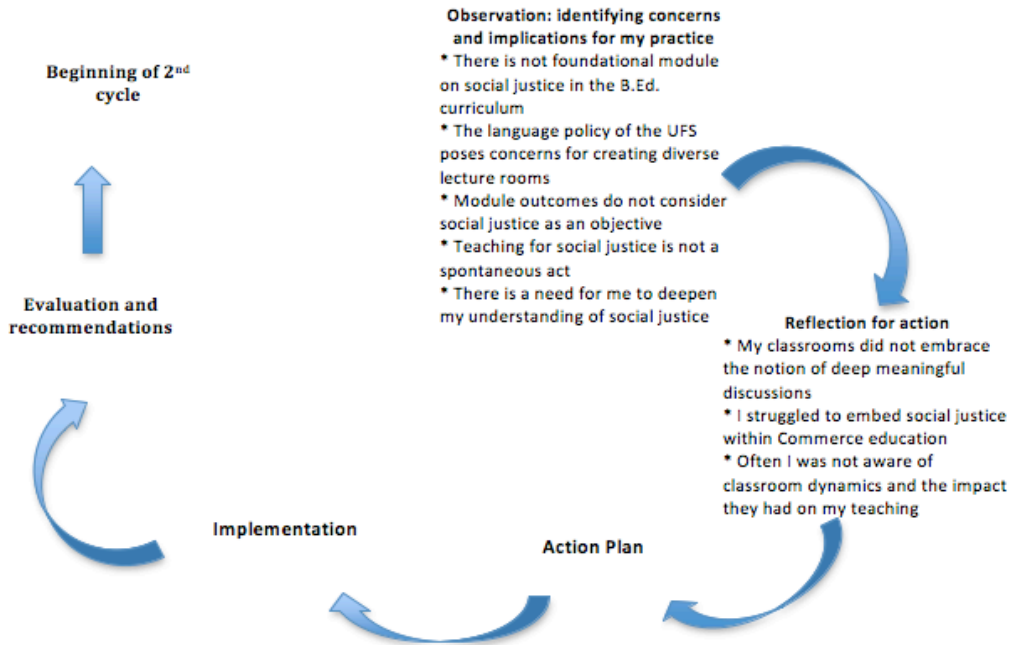 Observation: identifying concerns
and implications for my practice
* There is not foundational module
on social justice in the B.Ed.
curriculum
* The language policy of the UFS
poses concerns for creating diverse
lecture rooms
* Module outcomes do not consider
social justice as an objective
* Teaching for social justice is not a
spontaneous act
* There is a need for me to deepen
my understanding of social justice
Reflection for action
* My classrooms did not embrace
the notion of deep meaningful
discussions
* I struggled to embed social justice
within Commerce education
* Often I was not aware of
classroom dynamics and the impact
they had on my teaching
Action Plan
Implementation
Evaluation and
recommendations
Beginning of 2nd
cycle